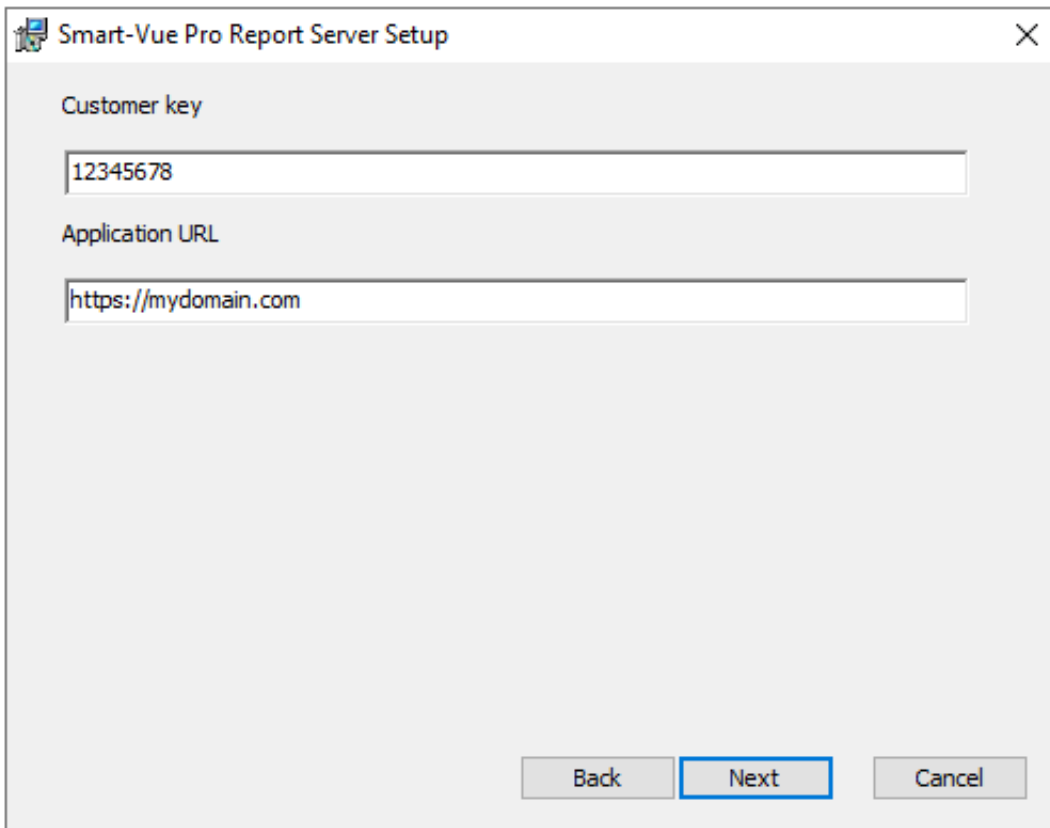 Smart-Vue Pro Report Server Setup
Customer key
12345678
Application URL
https://mydomain.com
Back Next Cancel